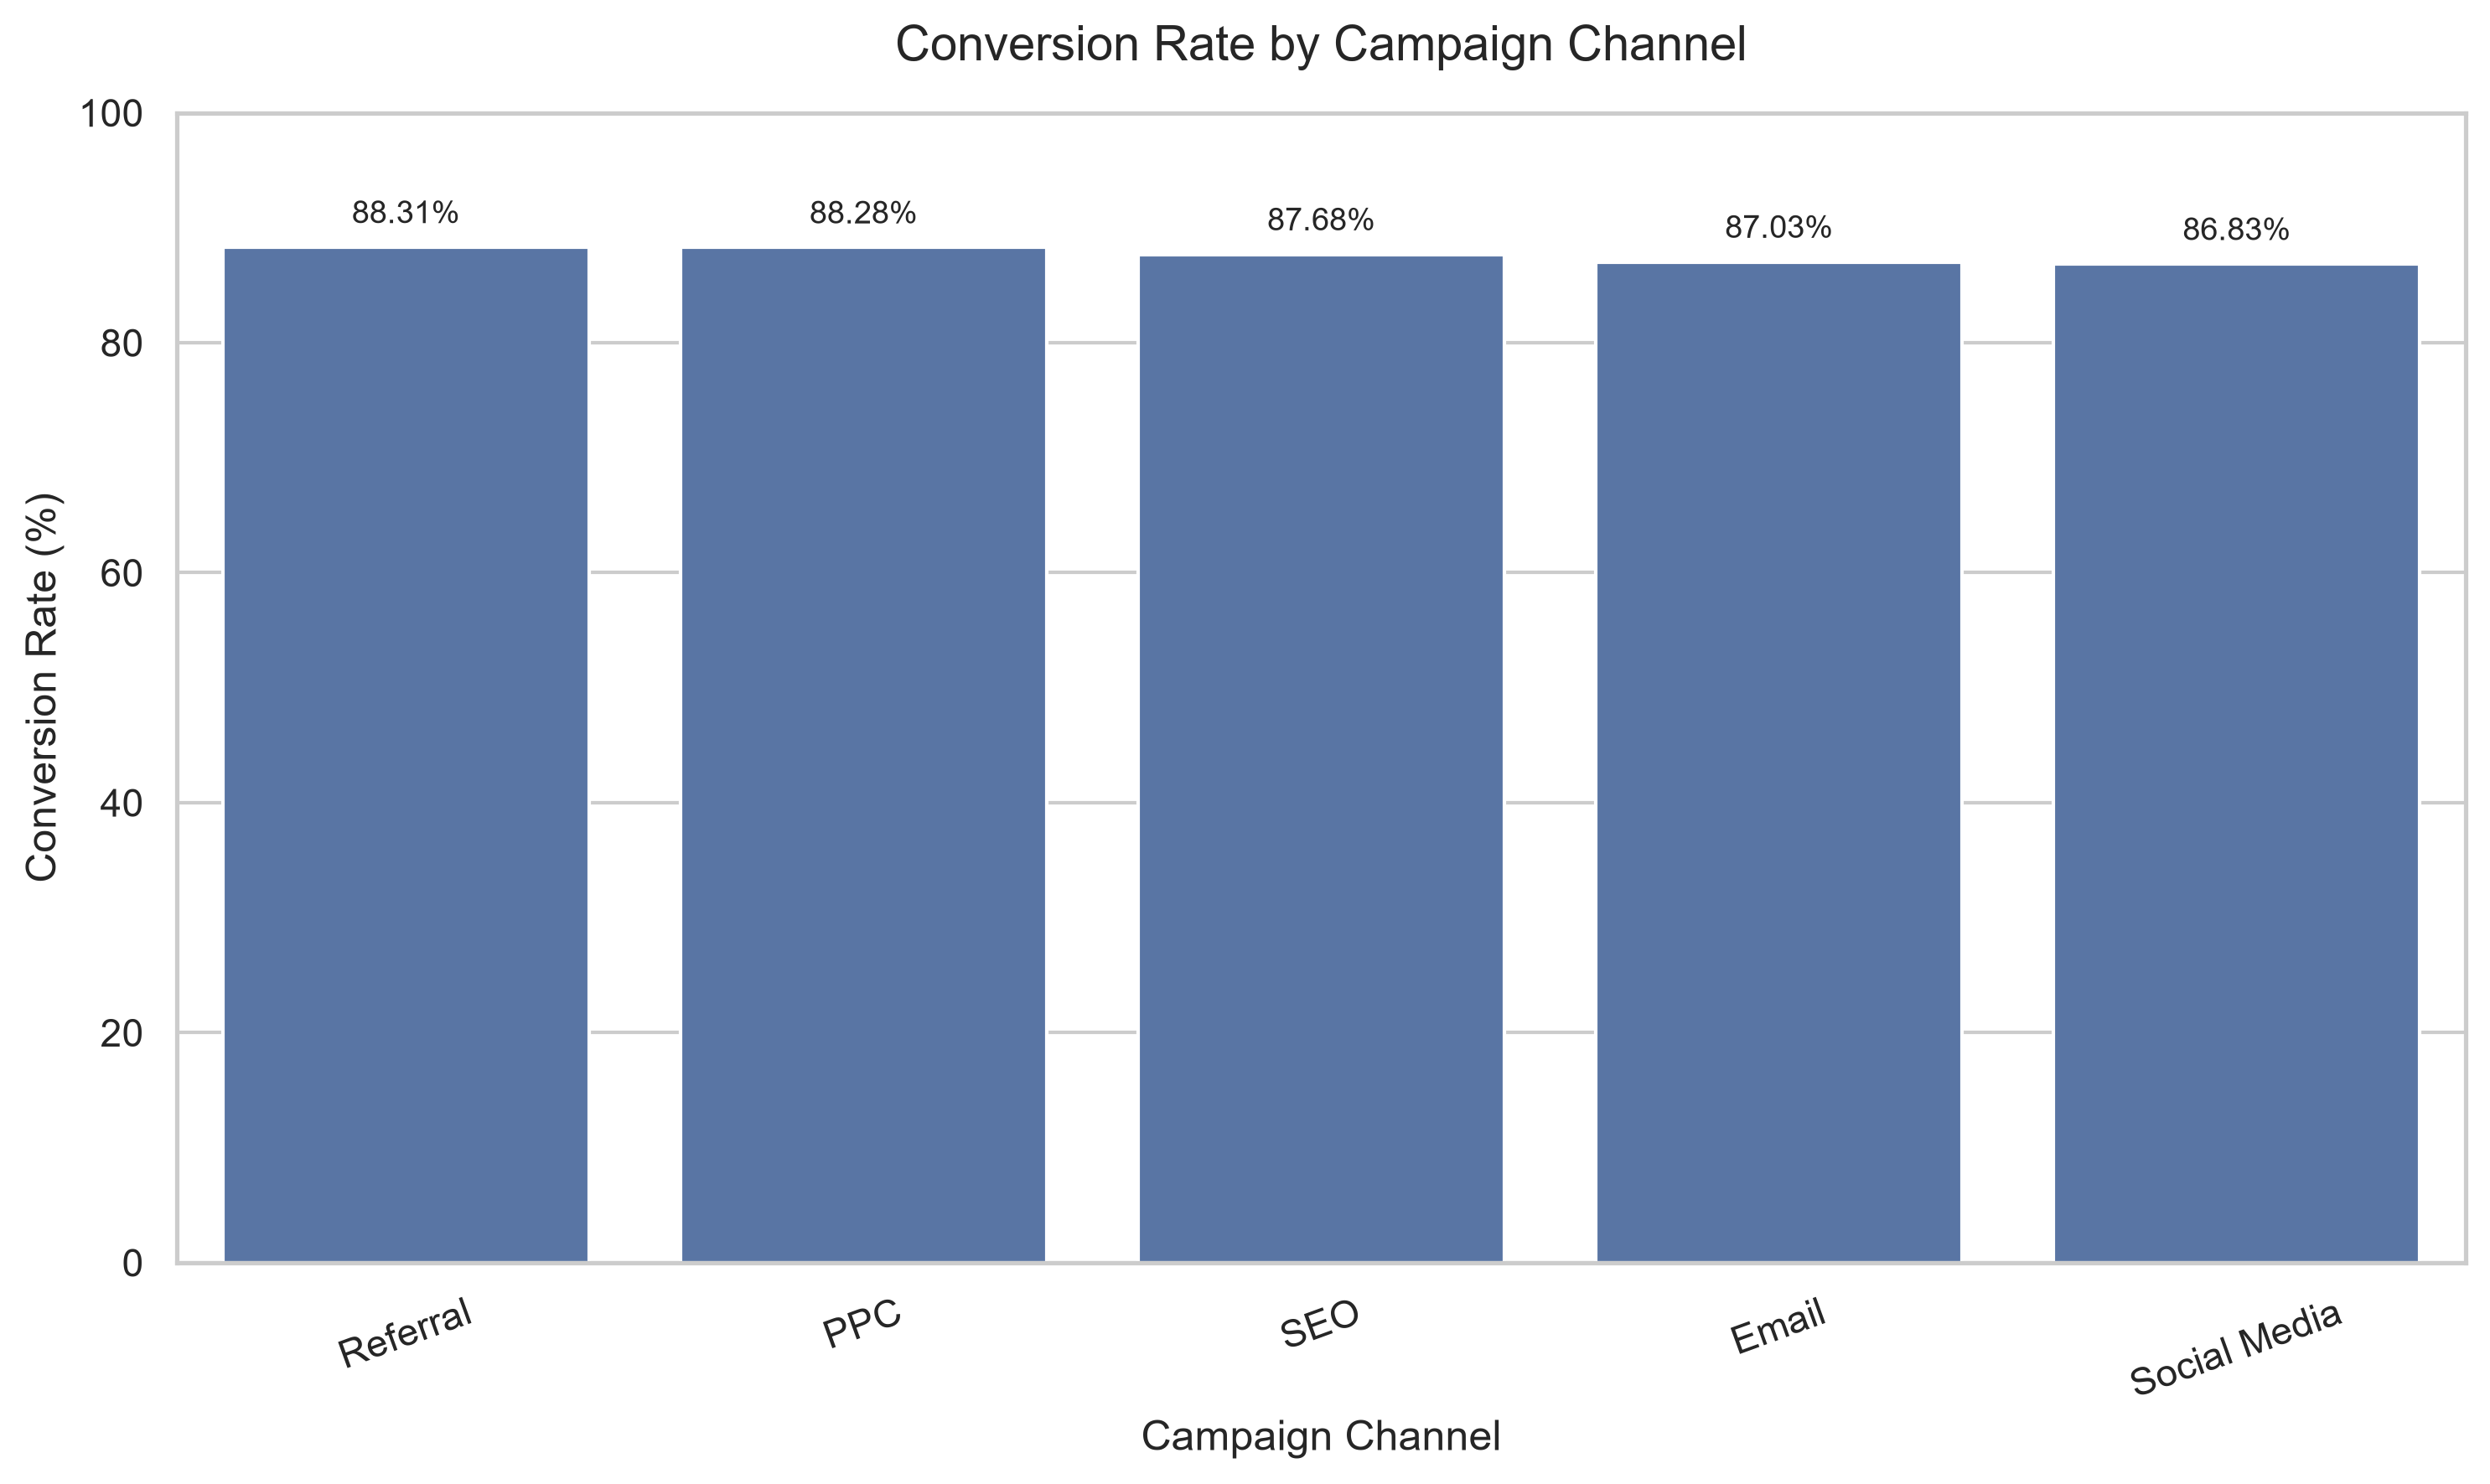 Conversion Rate by Campaign Channel
100
80
60
40
20
0
Conversion Rate (%)
88.31%
88.28%
87.68%
87.03%
86.83%
Referral
PPC
SEO
Email
Social Media
Campaign Channel